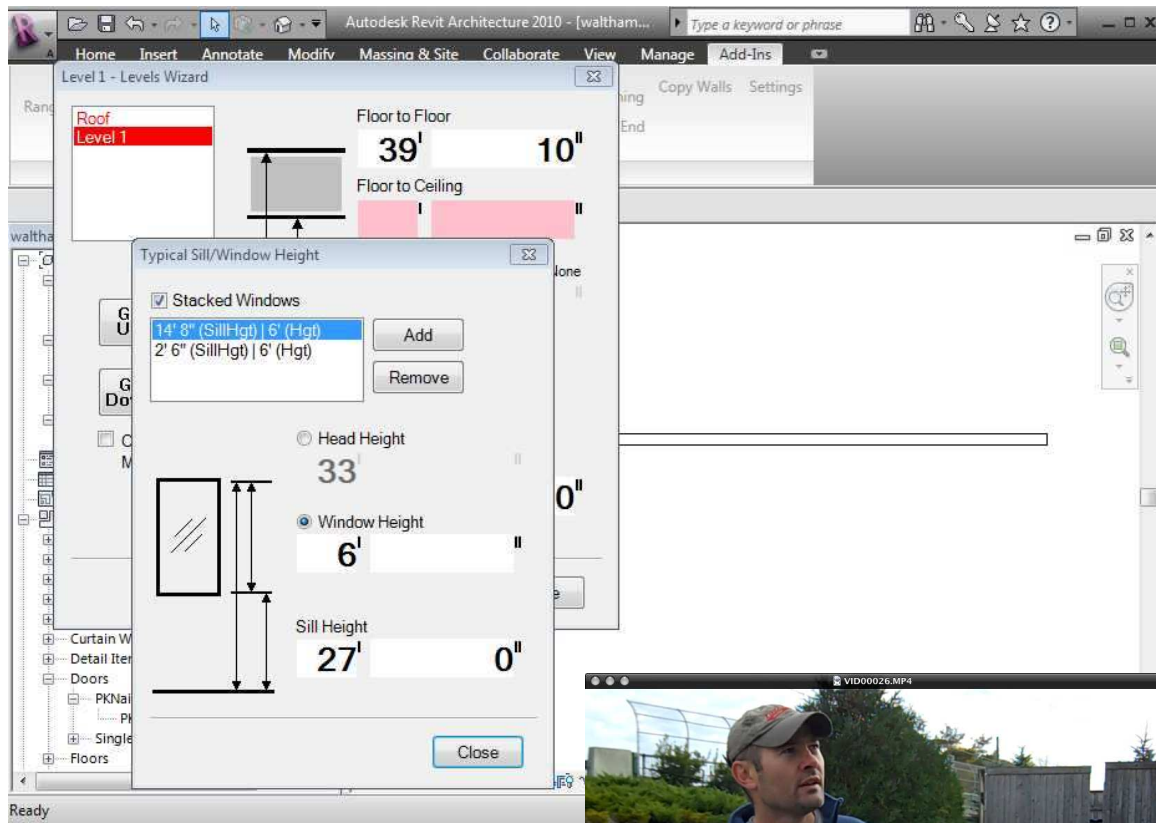 Autodesk Revit Architecture 2010 - [waltham... Type a keyword or phrase
Home Insert Annotate Modify Massing & Site Collaborate View Manage Add-Ins
Level 1 - Levels Wizard
Copy Walls Settings
End
Roof
Level 1
Floor to Floor
39' 10"
Floor to Ceiling
' "
Typical Sill/Window Height
Stacked Windows
14' 8" (SillHgt) | 6' (Hgt)
2' 6" (SillHgt) | 6' (Hgt)
Add
Remove
Head Height
33' "
0"
Window Height
6' "
Sill Height
27' 0"
Close
Curtain W
Detail Iter
Doors
PKNai
Single
Floors
VID00026.MP4
Ready